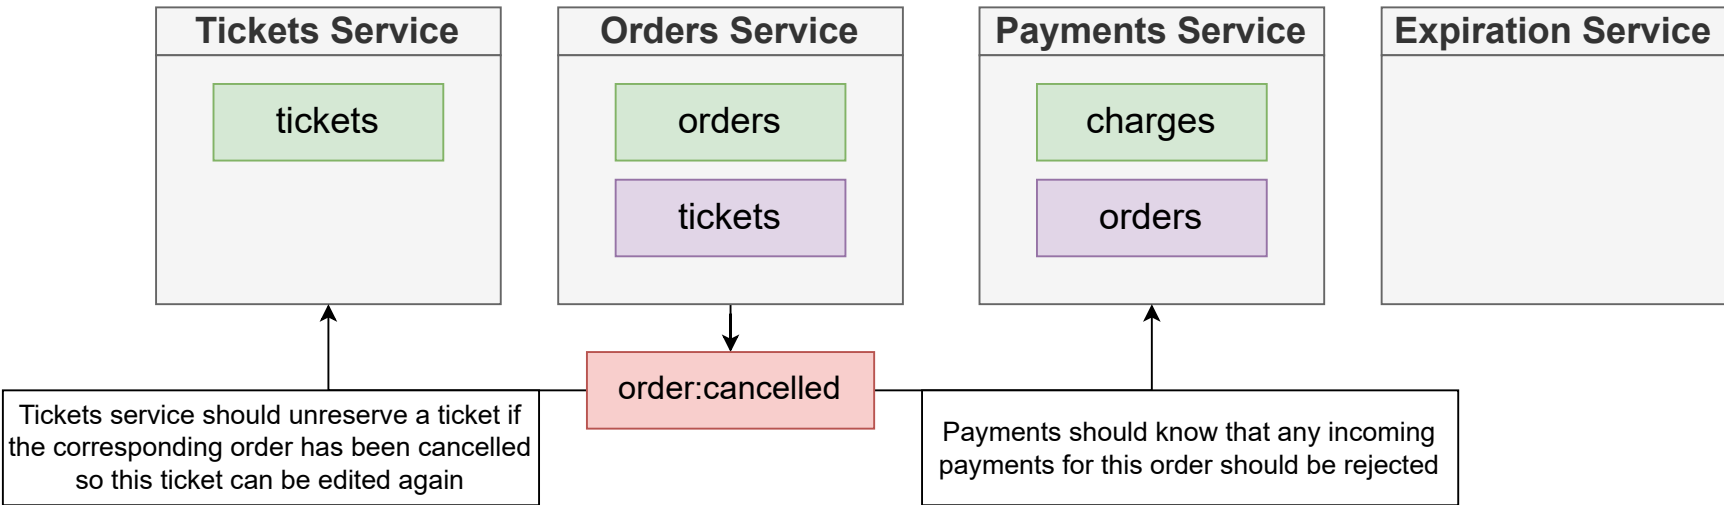 Tickets Service
Orders Service
Payments Service
Expiration Service
tickets
orders
charges
tickets
orders
order:cancelled
Tickets service should unreserve a ticket if
the corresponding order has been cancelled
so this ticket can be edited again
Payments should know that any incoming
payments for this order should be rejected